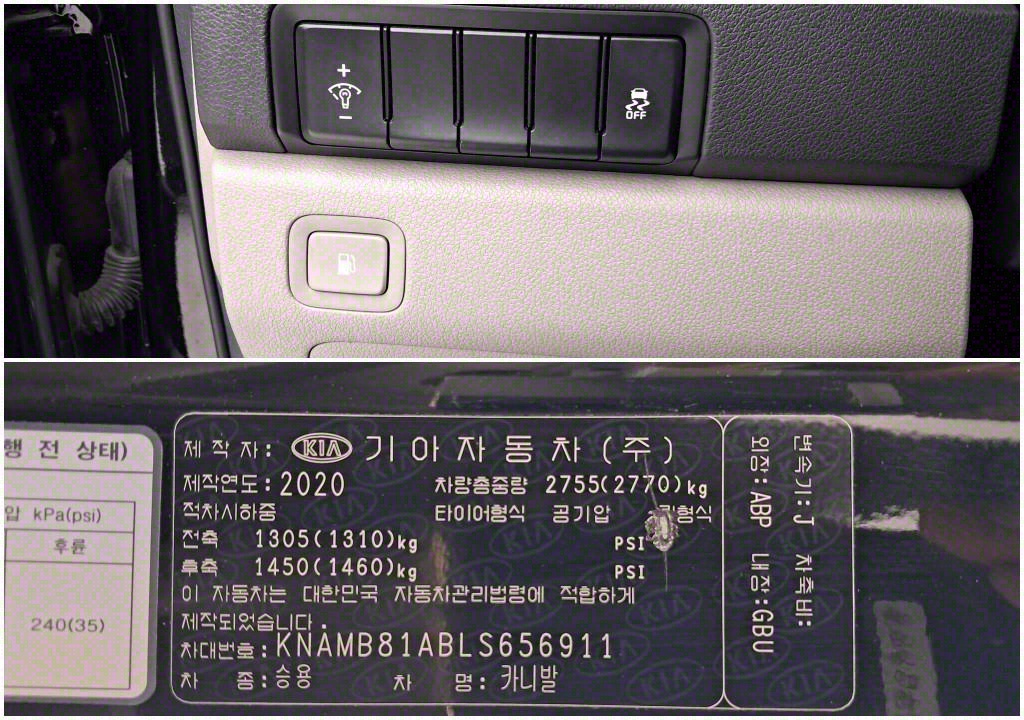 +
−
OFF
행 전 상태)
압 kPa(psi)
후륜
240(35)
제작자: KIA 기아자동차(주)
제작연도: 2020 차량총중량 2755(2770)kg
적차시하중 타이어형식 공기압 형식
전축 1305(1310)kg PSI
후축 1450(1460)kg PSI
이 자동차는 대한민국 자동차관리법령에 적합하게
제작되었습니다.
차대번호: KNAMB81ABLS656911
차 종: 승용 차 명: 카니발
변속기: J 차축비:
외장: ABP 내장: GBU